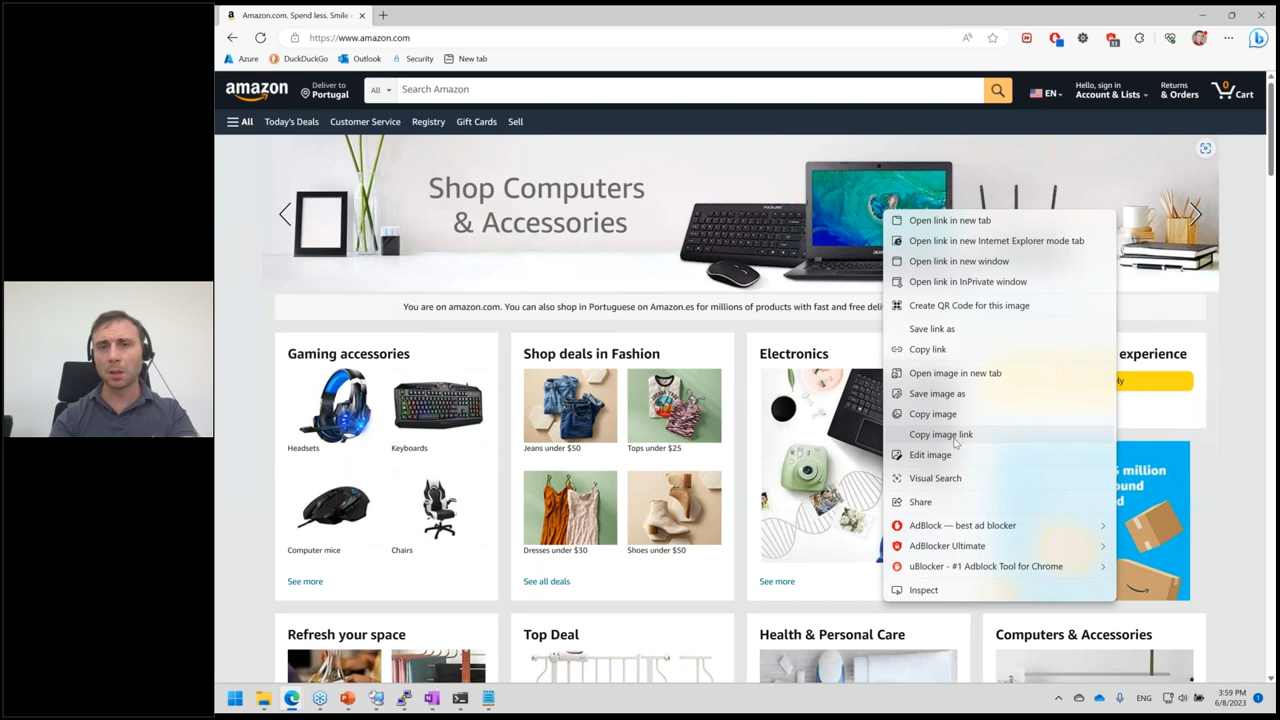 Amazon.com. Spend less. Smile
https://www.amazon.com
Azure
DuckDuckGo
Outlook
Security
New tab
amazon
Deliver to
Portugal
All
Search Amazon
EN
Hello, sign in
Account & Lists
Returns
& Orders
0
Cart
All
Today's Deals
Customer Service
Registry
Gift Cards
Sell
Shop Computers
& Accessories
You are on amazon.com. You can also shop in Portuguese on Amazon.es for millions of products with fast and free
Open link in new tab
Open link in new Internet Explorer mode tab
Open link in new window
Open link in InPrivate window
Create QR Code for this image
Save link as
Copy link
Open image in new tab
Save image as
Copy image
Copy image link
Edit image
Visual Search
Share
AdBlock — best ad blocker
AdBlocker Ultimate
uBlocker - #1 Adblock Tool for Chrome
Inspect
Gaming accessories
Headsets
Keyboards
Computer mice
Chairs
See more
Shop deals in Fashion
Jeans under $50
Tops under $25
Dresses under $30
Shoes under $50
See all deals
Electronics
See more
experience
million
Refresh your space
Top Deal
Health & Personal Care
Computers & Accessories
ENG
3:59 PM
6/8/2023